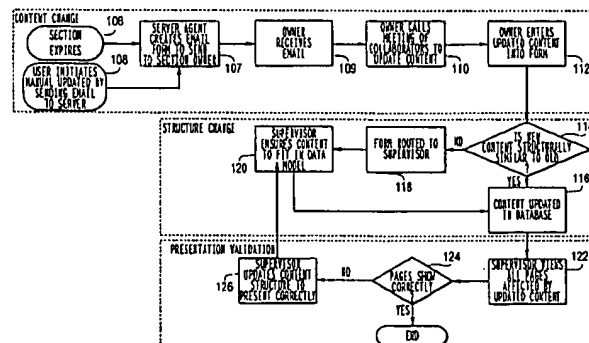 CONTENT CHANGE
SECTION
EXPIRES
108
SERVER AGENT
CREATES EMAIL
FORM TO SEND
TO SECTION OWNER
107
OWNER
RECEIVES
EMAIL
109
OWNER CALLS
MEETING OF
COLLABORATORS TO
UPDATE CONTENT
110
OWNER ENTERS
UPDATED CONTENT
INTO FORM
112
USER INITIATES
MANUAL UPDATED BY
SENDING EMAIL
TO SERVER
108
STRUCTURE CHANGE
IS NEW
CONTENT STRUCTURALLY
SIMILAR TO OLD
?
NO
YES
FORM ROUTED TO
SUPERVISOR
118
SUPERVISOR
ENSURES CONTENT
TO FIT IN DATA
MODEL
120
CONTENT UPDATED
IN DATABASE
116
PRESENTATION VALIDATION
SUPERVISOR VIEWS
ALL PAGES
AFFECTED BY
UPDATED CONTENT
122
PAGES SHOW
CORRECTLY
?
124
NO
YES
SUPERVISOR
UPDATES CONTENT
STRUCTURE TO
PRESENT CORRECTLY
126
END